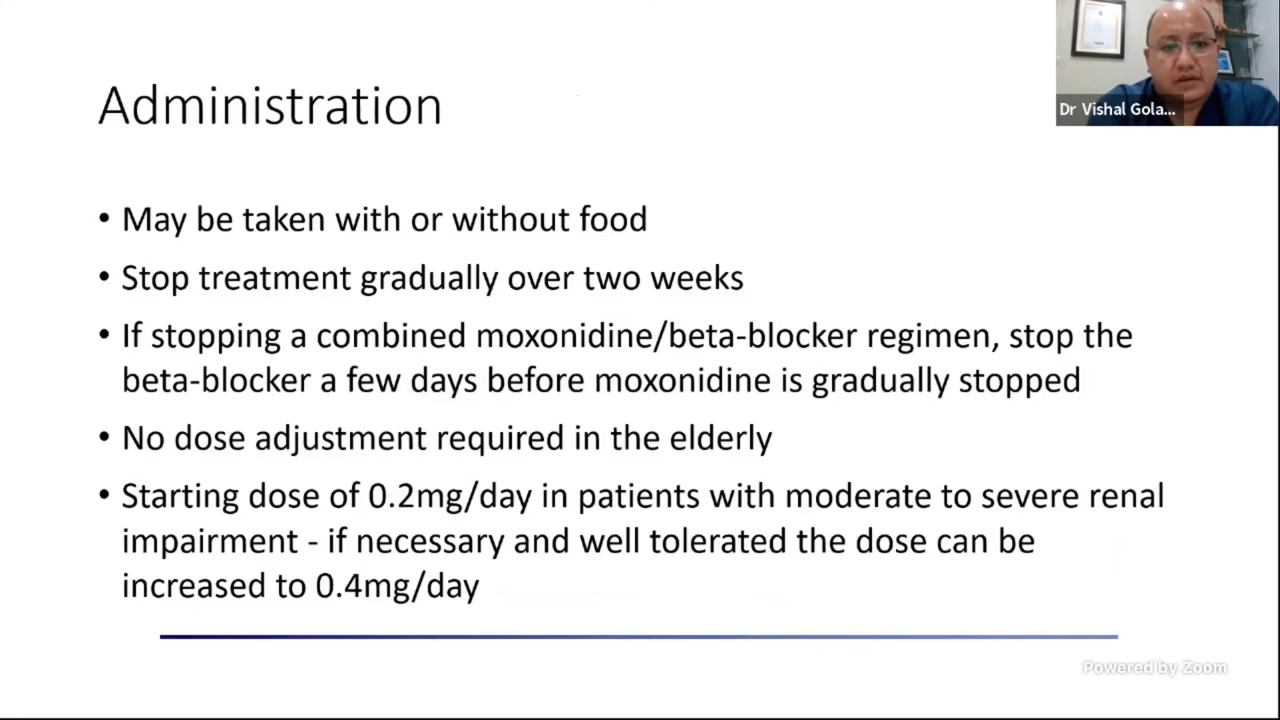 Administration
Dr Vishal Gola...
• May be taken with or without food
• Stop treatment gradually over two weeks
• If stopping a combined moxonidine/beta-blocker regimen, stop the
beta-blocker a few days before moxonidine is gradually stopped
• No dose adjustment required in the elderly
• Starting dose of 0.2mg/day in patients with moderate to severe renal
impairment - if necessary and well tolerated the dose can be
increased to 0.4mg/day
Powered by Zoom